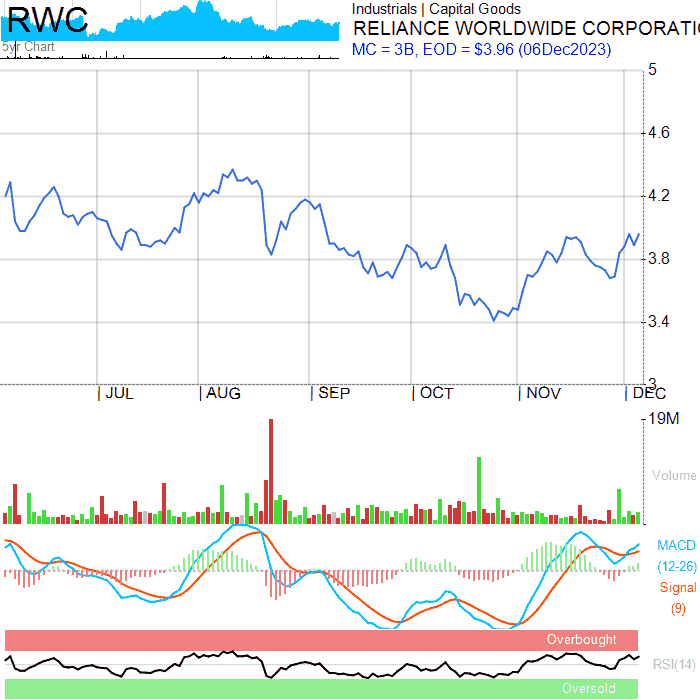 RWC
5yr Chart
Industrials | Capital Goods
RELIANCE WORLDWIDE CORPORATI
MC = 3B, EOD = $3.96 (06Dec2023)
5
4.6
4.2
3.8
3.4
3
| JUL | AUG | SEP | OCT | NOV | DEC
19M
Volume
MACD
(12-26)
Signal
(9)
Overbought
RSI(14)
Oversold